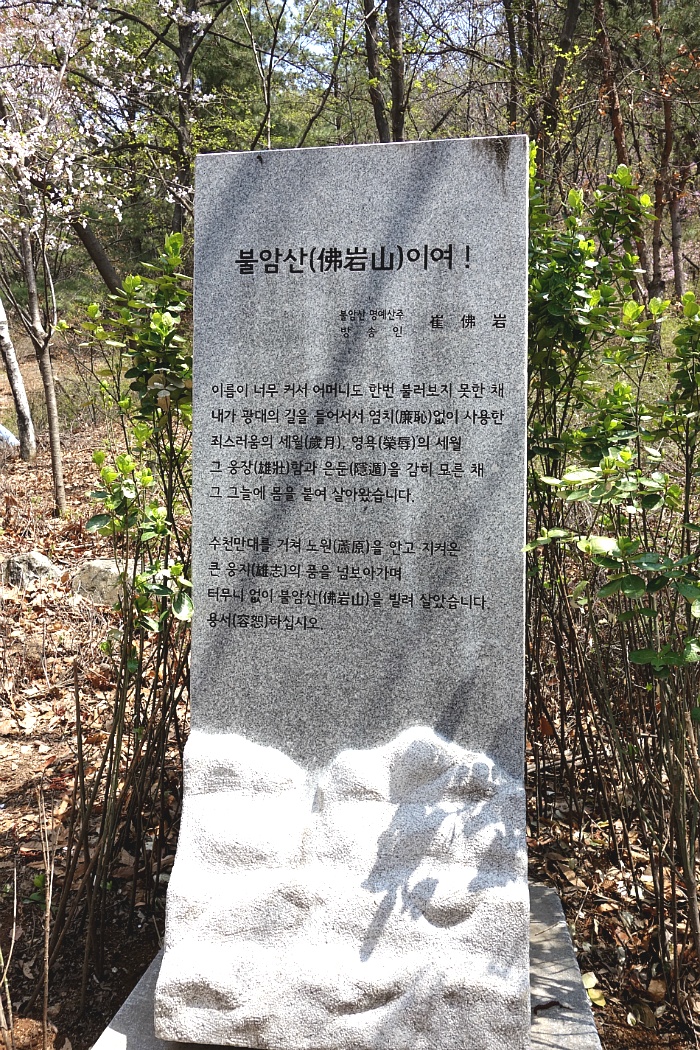 불암산(佛岩山)이여 !
불암산 명예산주
방 송 인 崔 佛 岩
이름이 너무 커서 어머니도 한번 불러보지 못한 채
내가 광대의 길을 들어서서 염치(廉恥)없이 사용한
죄스러움의 세월(歲月), 영욕(榮辱)의 세월
그 웅장(雄壯)함과 은둔(隱遁)을 감히 모른 채
그 그늘에 몸을 붙여 살아왔습니다.
수천만대를 거쳐 노원(蘆原)을 안고 지켜온
큰 웅지(雄志)의 품을 넘보아가며
터무니 없이 불암산(佛岩山)을 빌려 살았습니다.
용서(容恕)하십시오.